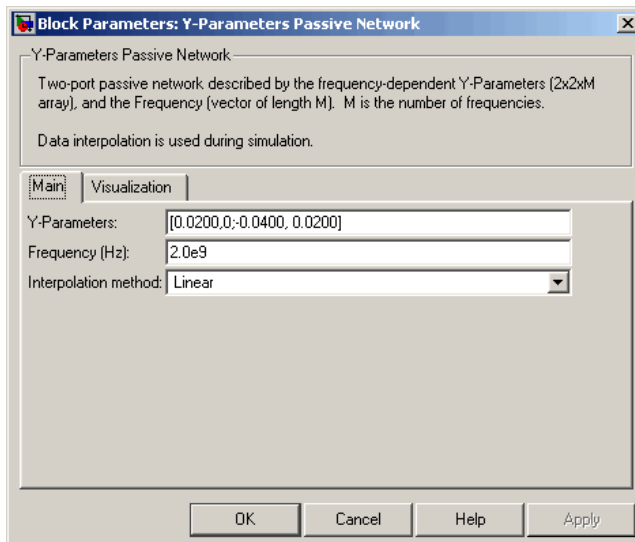 Block Parameters: Y-Parameters Passive Network
Y-Parameters Passive Network
Two-port passive network described by the frequency-dependent Y-Parameters (2x2xM
array), and the Frequency (vector of length M). M is the number of frequencies.
Data interpolation is used during simulation.
Main Visualization
Y-Parameters: [0.0200,0;-0.0400, 0.0200]
Frequency (Hz): 2.0e9
Interpolation method: Linear
OK Cancel Help Apply